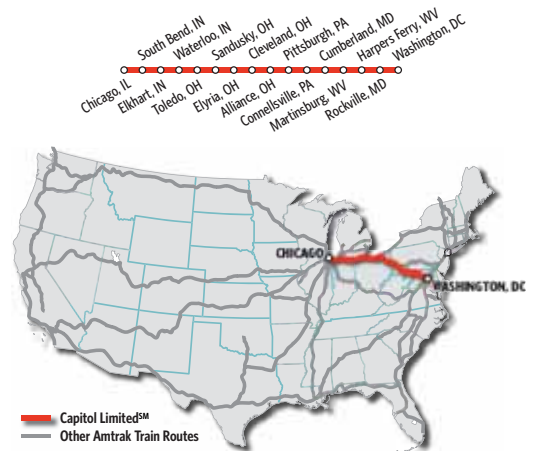 South Bend, IN
Waterloo, IN
Sandusky, OH
Cleveland, OH
Pittsburgh, PA
Cumberland, MD
Harpers Ferry, WV
Washington, DC
Chicago, IL
Elkhart, IN
Toledo, OH
Elyria, OH
Alliance, OH
Connellsville, PA
Martinsburg, WV
Rockville, MD
CHICAGO
WASHINGTON, DC
Capitol Limited℠
Other Amtrak Train Routes